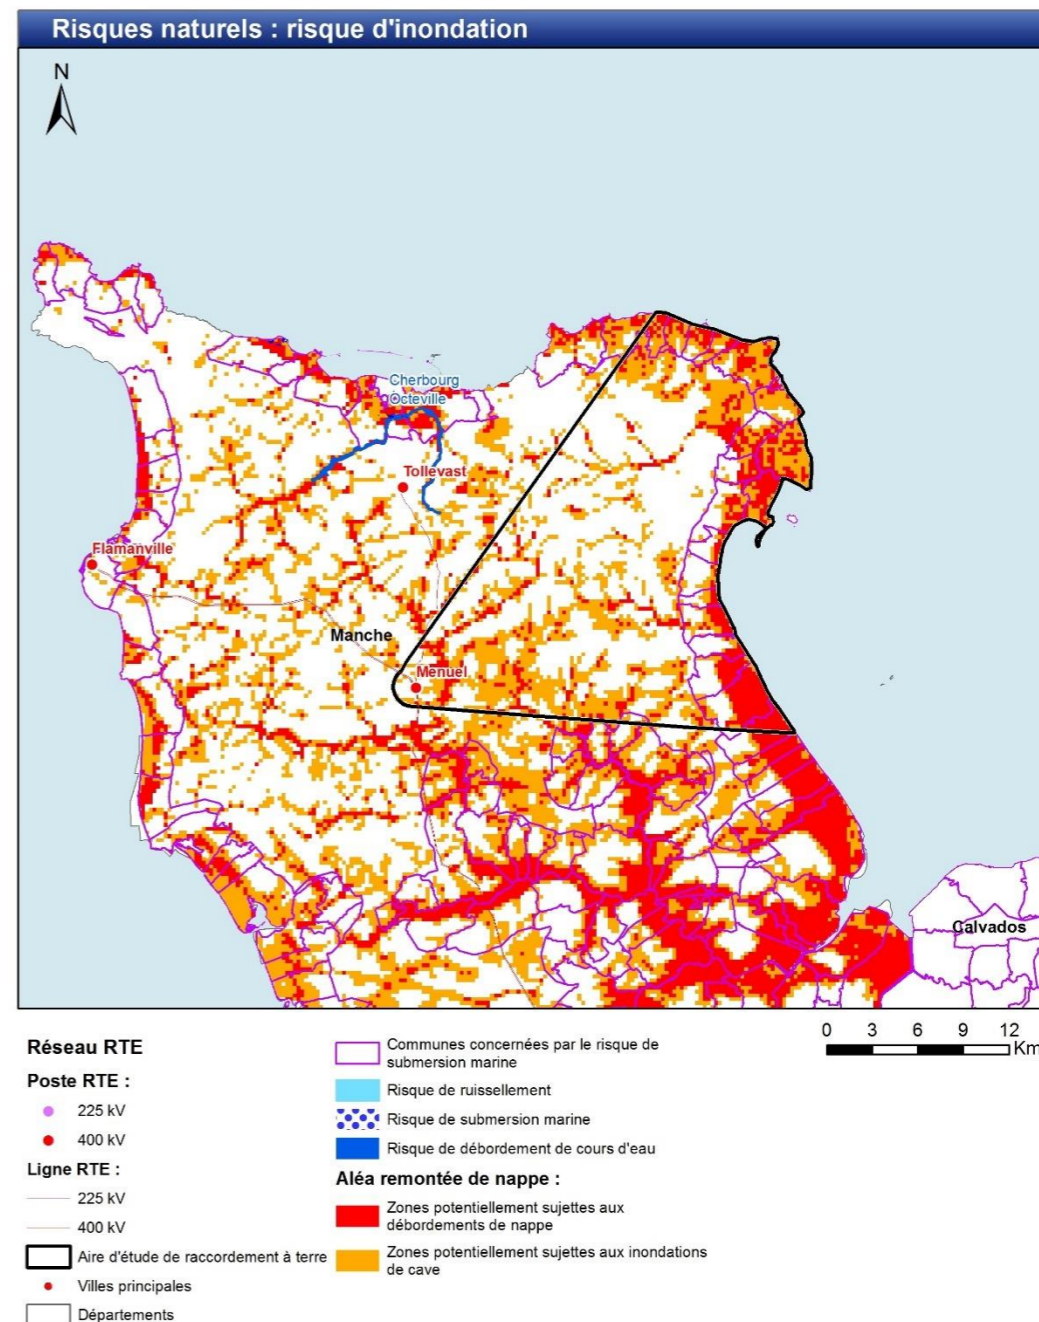 Risques naturels : risque d'inondation
N
Cherbourg
Octeville
Tollevast
Flamanville
Manche
Menuel
Calvados
0 3 6 9 12
Km
Réseau RTE
Poste RTE :
225 kV
400 kV
Ligne RTE :
225 kV
400 kV
Aire d'étude de raccordement à terre
Villes principales
Départements
Communes concernées par le risque de
submersion marine
Risque de ruissellement
Risque de submersion marine
Risque de débordement de cours d'eau
Aléa remontée de nappe :
Zones potentiellement sujettes aux
débordements de nappe
Zones potentiellement sujettes aux inondations
de cave